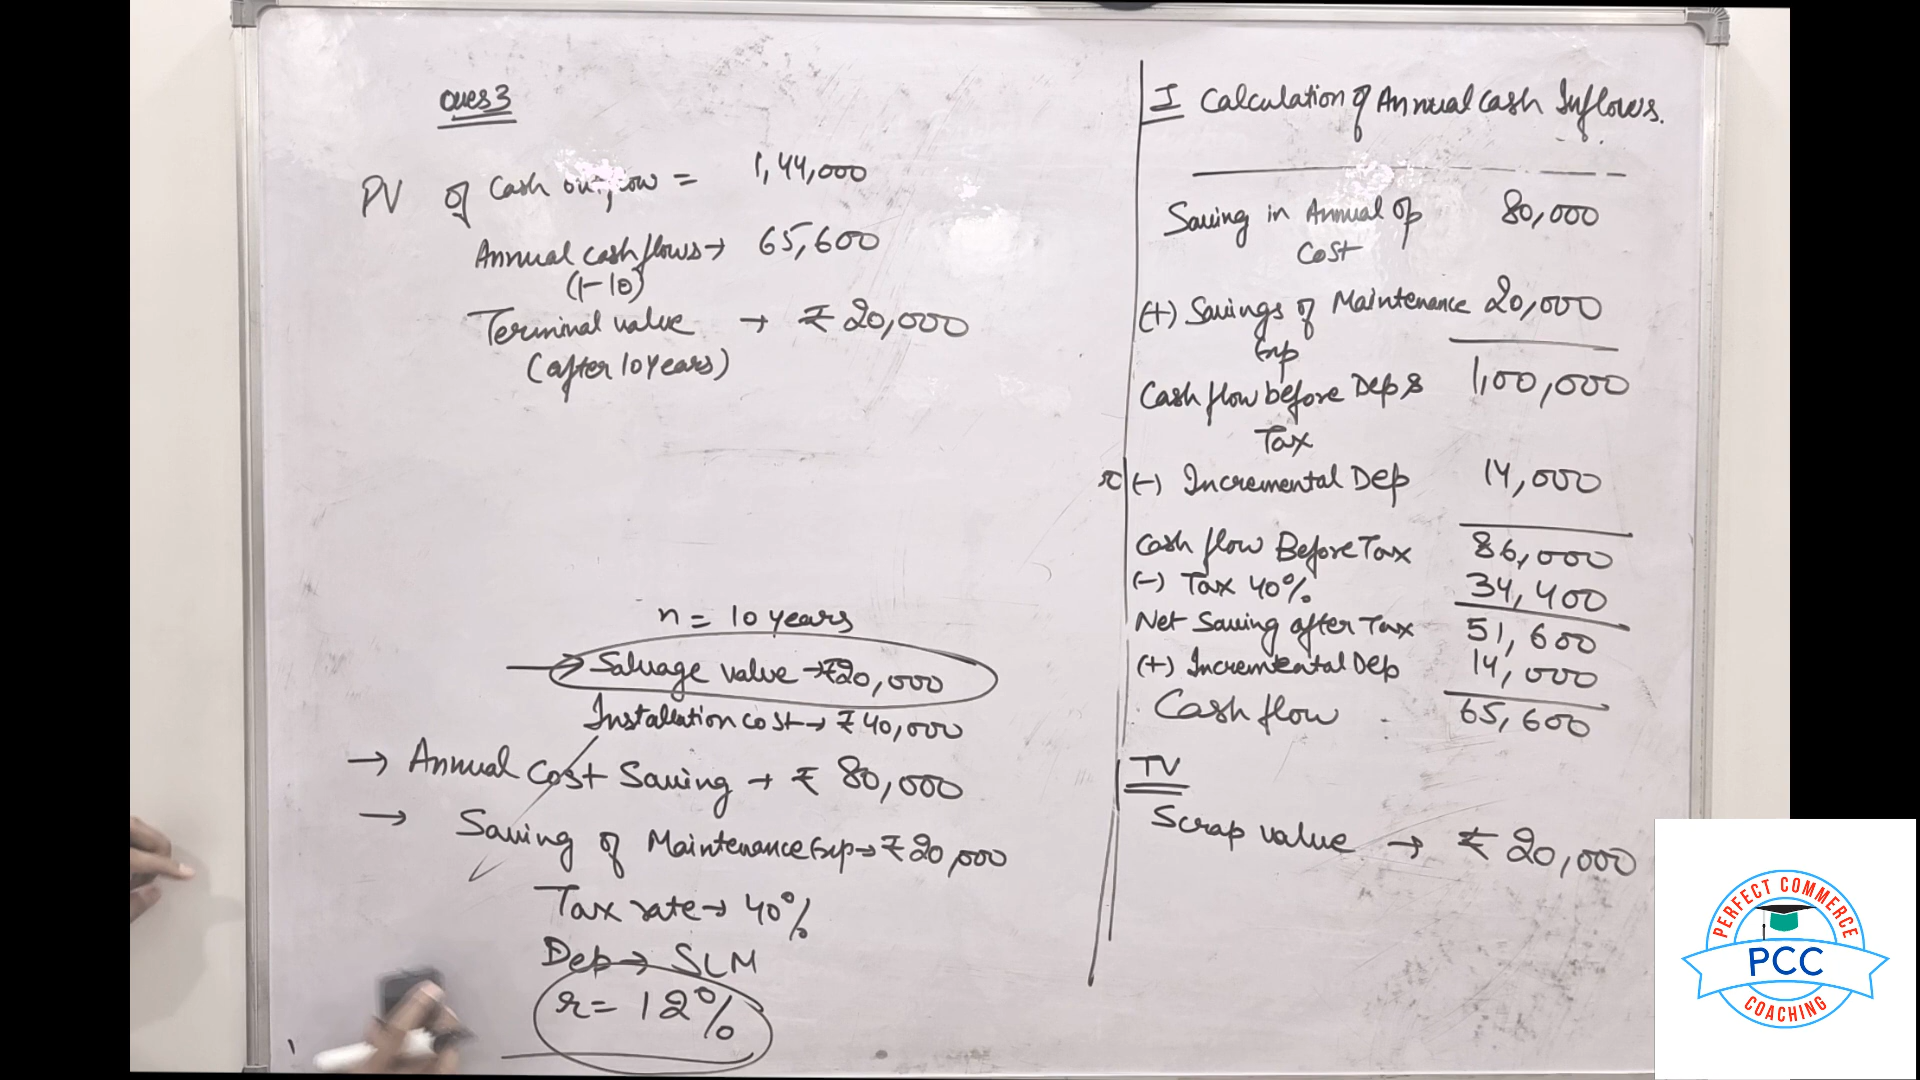 Ques 3
PV of Cash outflow = 1,44,000
Annual cash flows → 65,600
(1-10)
Terminal value → ₹ 20,000
(after 10 years)
n = 10 years
→ Salvage value → ₹20,000
Installation cost → ₹ 40,000
→ Annual Cost Saving → ₹ 80,000
→ Saving of Maintenance Exp → ₹ 20,000
Tax rate → 40%
Dep → SLM
r = 12%
I Calculation of Annual Cash Inflows.
Saving in Annual Op 80,000
Cost
(+) Savings of Maintenance 20,000
Exp
Cash flow before Dep & 1,00,000
Tax
(-) Incremental Dep 14,000
Cash flow Before Tax 86,000
(-) Tax 40% 34,400
Net Saving after Tax 51,600
(+) Incremental Dep 14,000
Cash flow 65,600
TV
Scrap value → ₹ 20,000
PERFECT COMMERCE
PCC
COACHING